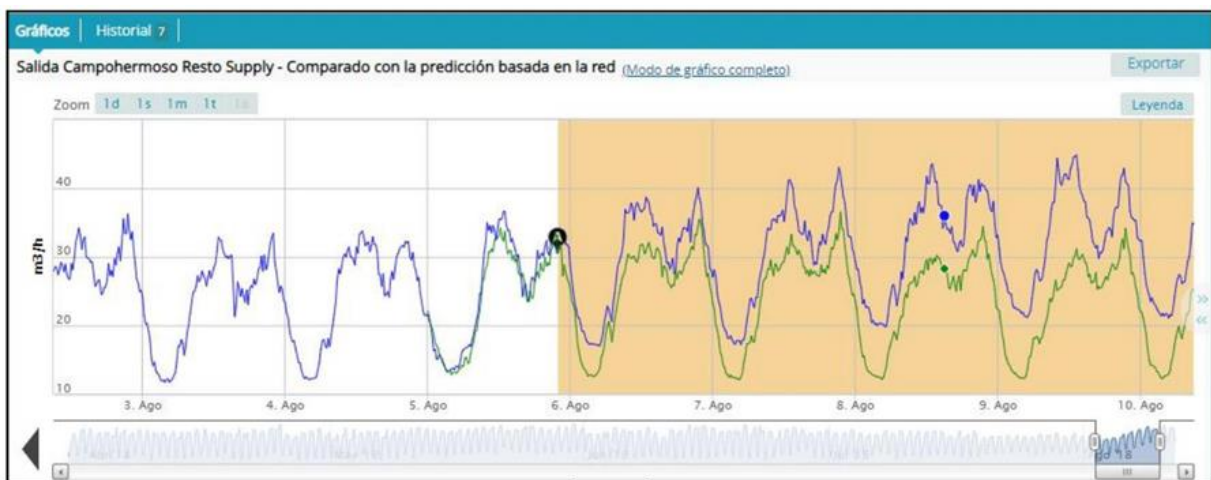 Gráficos Historial 7
Salida Campohermoso Resto Supply - Comparado con la predicción basada en la red (Modo de gráfico completo) Exportar
Zoom 1d 1s 1m 1t Leyenda
m3/h
40
30
20
10
A
3. Ago 4. Ago 5. Ago 6. Ago 7. Ago 8. Ago 9. Ago 10. Ago